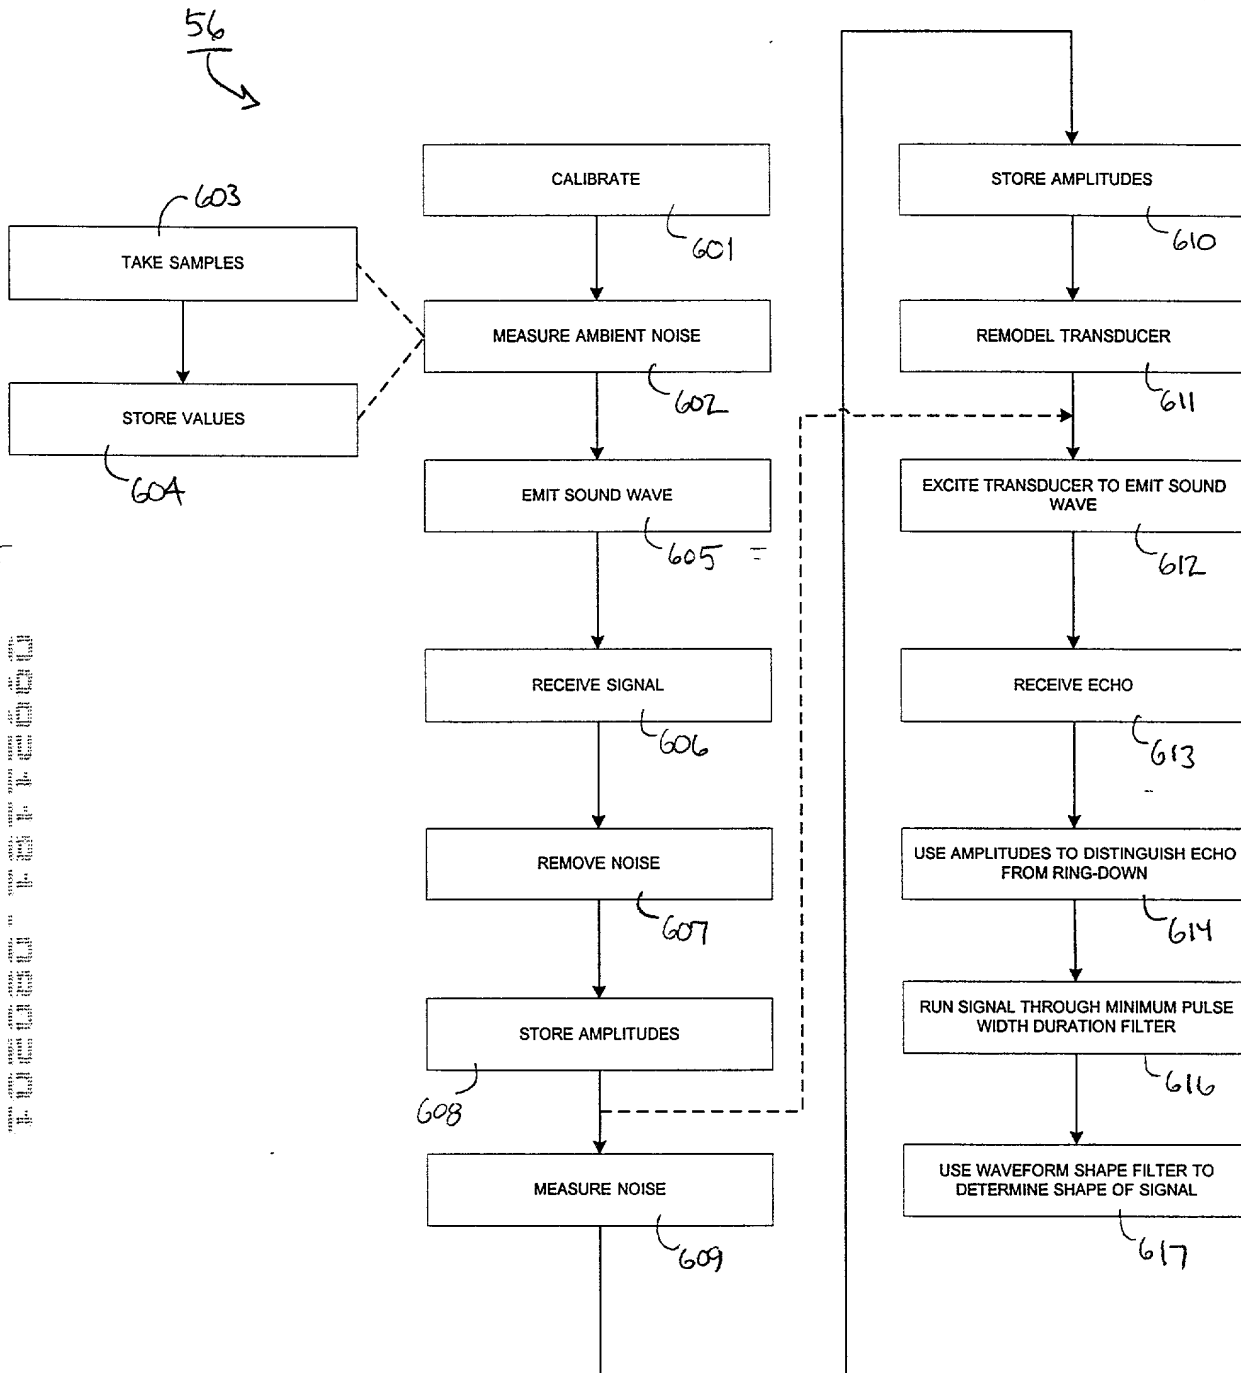 56
CALIBRATE
601
603
TAKE SAMPLES
MEASURE AMBIENT NOISE
602
STORE VALUES
604
EMIT SOUND WAVE
605
RECEIVE SIGNAL
606
REMOVE NOISE
607
STORE AMPLITUDES
608
MEASURE NOISE
609
STORE AMPLITUDES
610
REMODEL TRANSDUCER
611
EXCITE TRANSDUCER TO EMIT SOUND
WAVE
612
RECEIVE ECHO
613
USE AMPLITUDES TO DISTINGUISH ECHO
FROM RING-DOWN
614
RUN SIGNAL THROUGH MINIMUM PULSE
WIDTH DURATION FILTER
616
USE WAVEFORM SHAPE FILTER TO
DETERMINE SHAPE OF SIGNAL
617